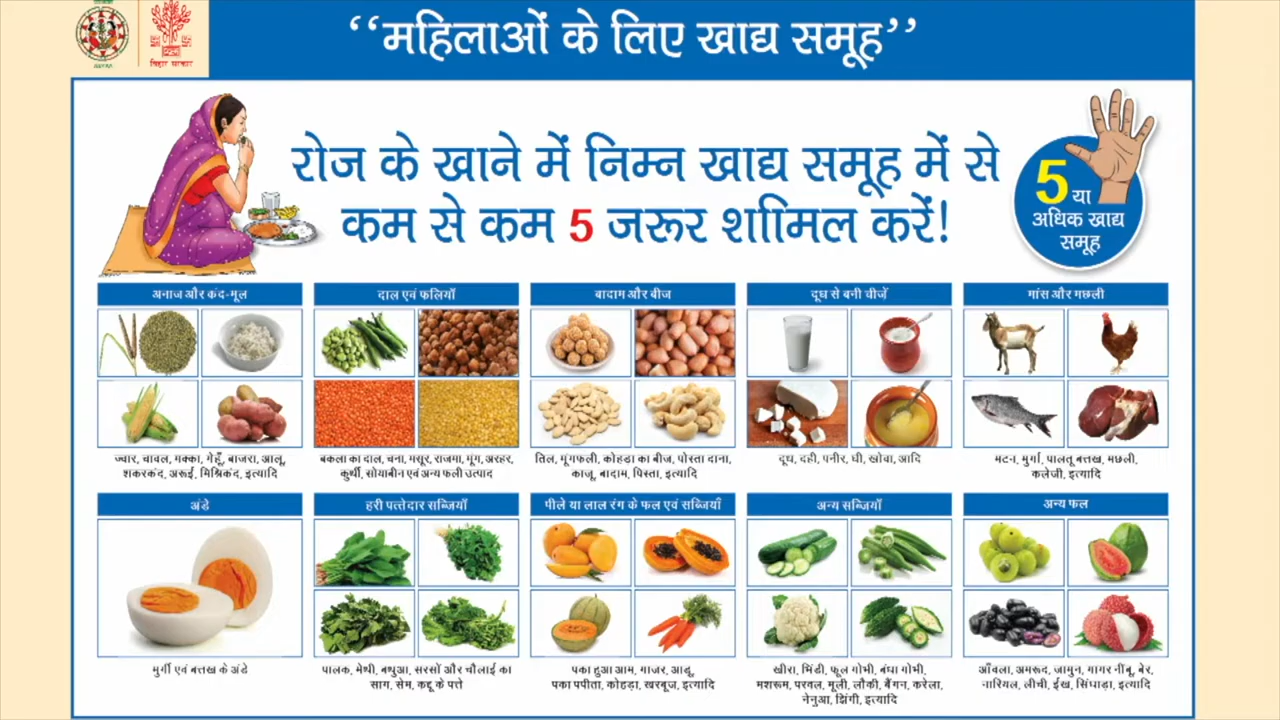 “महिलाओं के लिए खाद्य समूह”
बिहार सरकार
रोज के खाने में निम्न खाद्य समूह में से
कम से कम 5 जरूर शाामिल करें!
5 या
अधिक खाद्य
समूह
अनाज और कंद-मूल
ज्वार, चावल, मक्का, गेहूँ, बाजरा, आलू,
शकरकंद, अरूई, मिश्रिकंद, इत्यादि
दाल एवं फलियाँ
बकला का दाल, चना, मसूर, राजमा, मूंग, अरहर,
कुर्थी, सोयाबीन एवं अन्य फली उत्पाद
बादाम और बीज
तिल, मूंगफली, कोहडा का बीज, पोस्ता दाना,
काजू, बादाम, पिस्ता, इत्यादि
दूध से बनी चीजें
दूध, दही, पनीर, घी, खोवा, आदि
मांस और मछली
मटन, मुर्गा, पालतू बत्तख, मछली,
कलेजी, इत्यादि
अंडे
मुर्गी एवं बत्तख के अंडे
हरी पत्तेदार सब्जियाँ
पालक, मेथी, बथुआ, सरसों और चौलाई का
साग, सेम, कद्दू के पत्ते
पीले या लाल रंग के फल एवं सब्जियाँ
पका हुआ आम, गाजर, आडू,
पका पपीता, कोहड़ा, खरबूज, इत्यादि
अन्य सब्जियाँ
खीरा, भिंडी, फूल गोभी, बंधा गोभी,
मशरूम, परवल, मूली, लौकी, बैंगन, करेला,
नेनुआ, झिंगी, इत्यादि
अन्य फल
आँवला, अमरूद, जामुन, गागर नींबू, बेर,
नारियल, लीची, ईख, सिंघाड़ा, इत्यादि